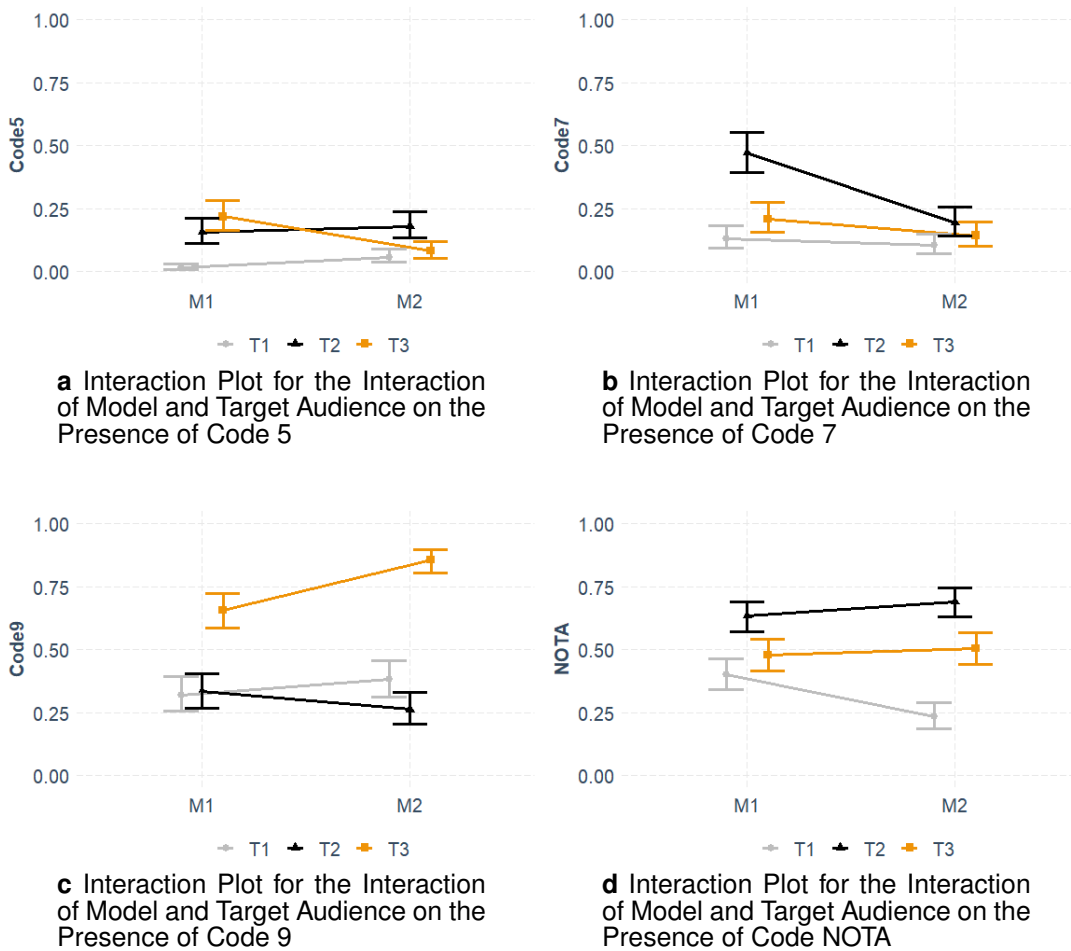 1.00
0.75
0.50
0.25
0.00
Code5
M1 M2
T1 T2 T3
a Interaction Plot for the Interaction
of Model and Target Audience on the
Presence of Code 5
1.00
0.75
0.50
0.25
0.00
Code7
M1 M2
T1 T2 T3
b Interaction Plot for the Interaction
of Model and Target Audience on the
Presence of Code 7
1.00
0.75
0.50
0.25
0.00
Code9
M1 M2
T1 T2 T3
c Interaction Plot for the Interaction
of Model and Target Audience on the
Presence of Code 9
1.00
0.75
0.50
0.25
0.00
NOTA
M1 M2
T1 T2 T3
d Interaction Plot for the Interaction
of Model and Target Audience on the
Presence of Code NOTA